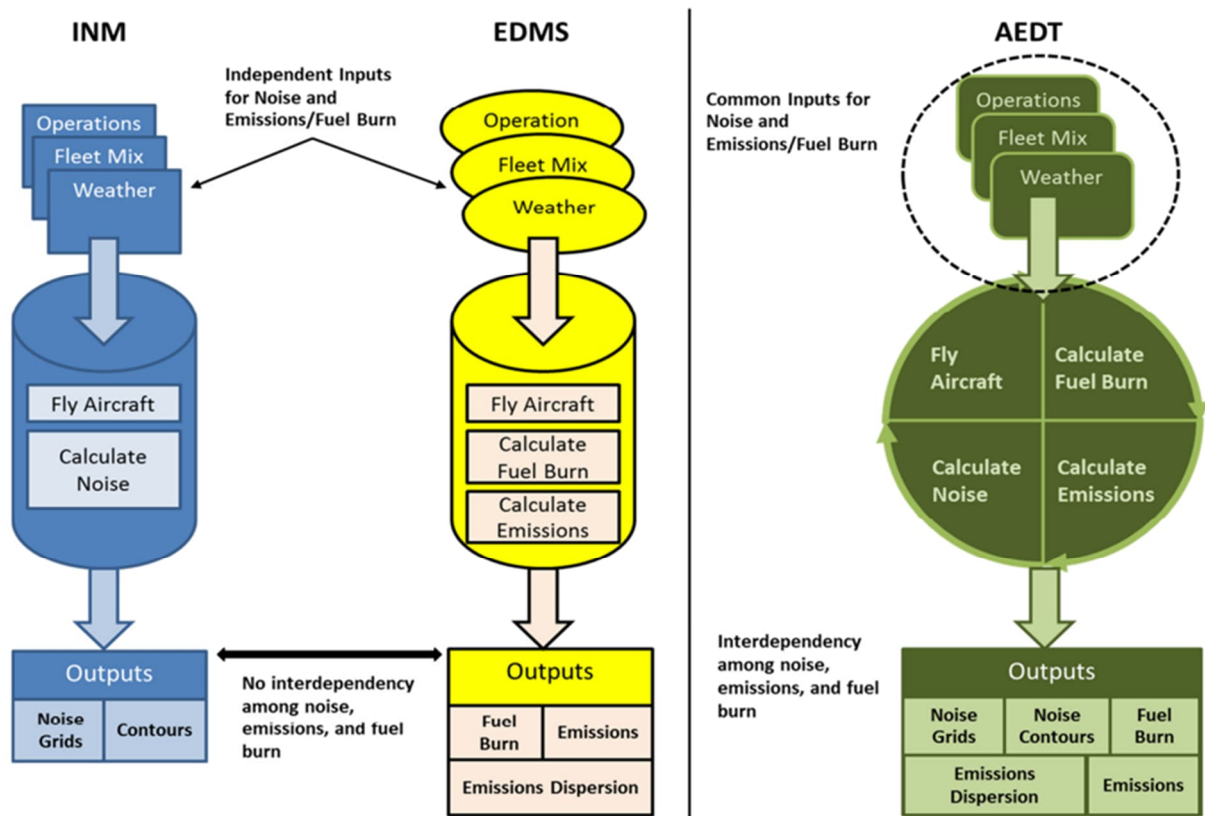 INM
EDMS
AEDT
Operations
Fleet Mix
Weather
Independent Inputs
for Noise and
Emissions/Fuel Burn
Operation
Fleet Mix
Weather
Common Inputs for
Noise and
Emissions/Fuel Burn
Operations
Fleet Mix
Weather
Fly Aircraft
Calculate
Noise
Fly Aircraft
Calculate
Fuel Burn
Calculate
Emissions
Fly
Aircraft
Calculate
Fuel Burn
Calculate
Noise
Calculate
Emissions
Outputs
Noise
Grids
Contours
No interdependency
among noise,
emissions, and fuel
burn
Outputs
Fuel
Burn
Emissions
Emissions Dispersion
Interdependency
among noise,
emissions, and fuel
burn
Outputs
Noise
Grids
Noise
Contours
Fuel
Burn
Emissions
Dispersion
Emissions